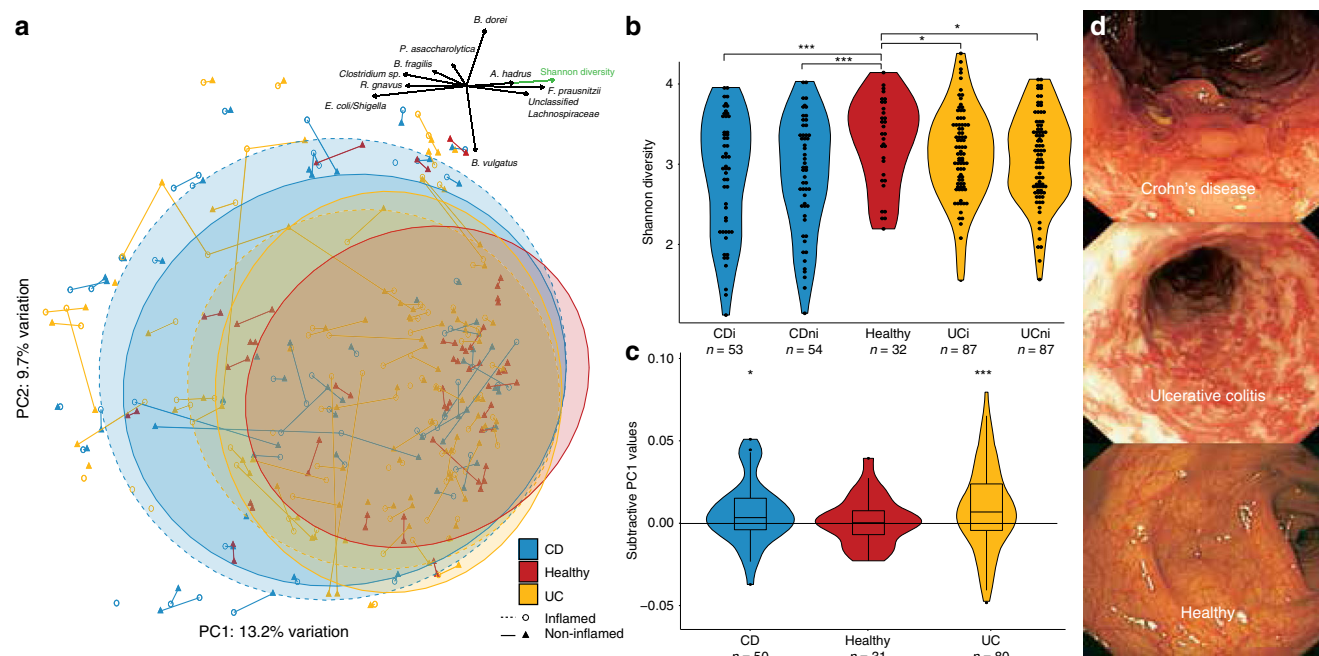 a
B. dorei
P. asaccharolytica
B. fragilis
Clostridium sp.
R. gnavus
E. coli/Shigella
A. hadrus
Shannon diversity
F. prausnitzii
Unclassified
Lachnospiraceae
B. vulgatus
PC2: 9.7% variation
PC1: 13.2% variation
CD
Healthy
UC
Inflamed
Non-inflamed
b
Shannon diversity
4
3
2
***
***
*
*
CDi
CDni
Healthy
UCi
UCni
n = 53
n = 54
n = 32
n = 87
n = 87
c
Subtractive PC1 values
0.10
0.05
0.00
−0.05
*
***
CD
Healthy
UC
d
Crohn's disease
Ulcerative colitis
Healthy